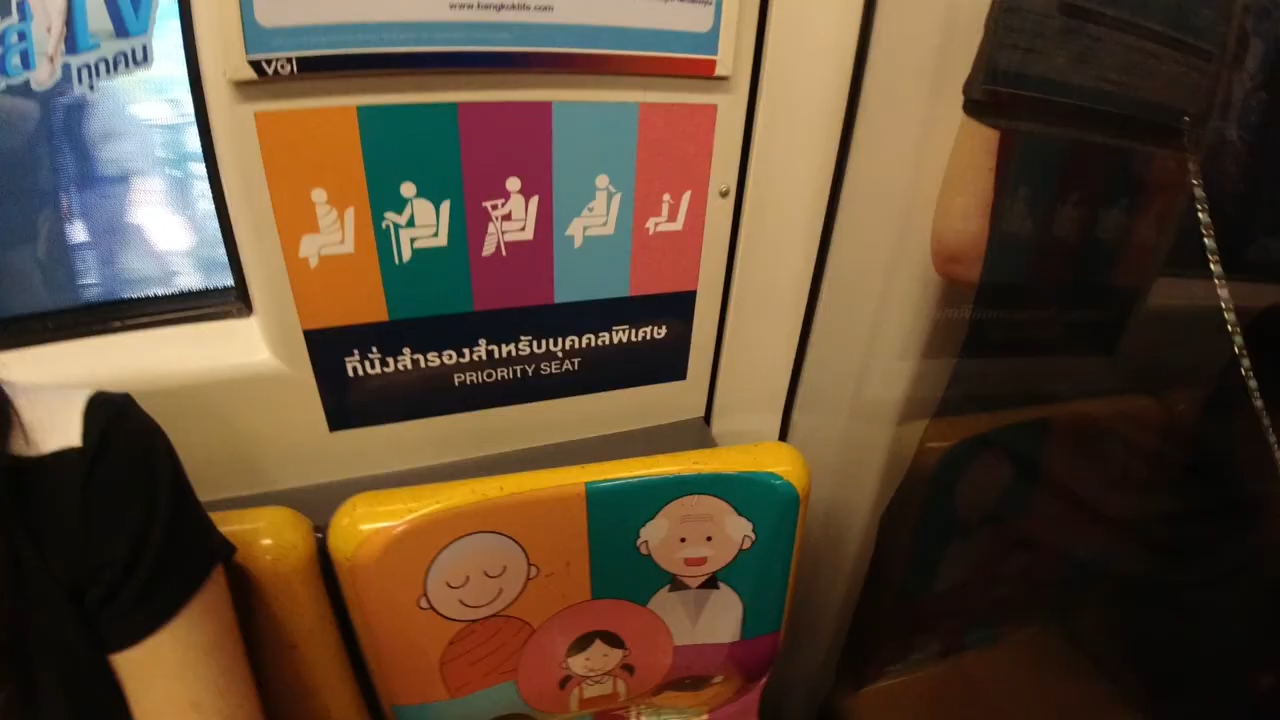 www.bangkoklife.com
VGI
ทุกคน
ที่นั่งสำรองสำหรับบุคคลพิเศษ
PRIORITY SEAT